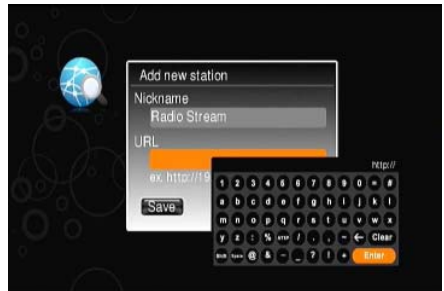 Add new station
Nickname
Radio Stream
URL
ex. http://19
Save
http://
1 2 3 4 5 6 7 8 9 0 = #
a b c d e f g h i j k l
m n o p q r s t u v w x
y z : % / . , ← Clear
Space @ & - _ ? ! Enter